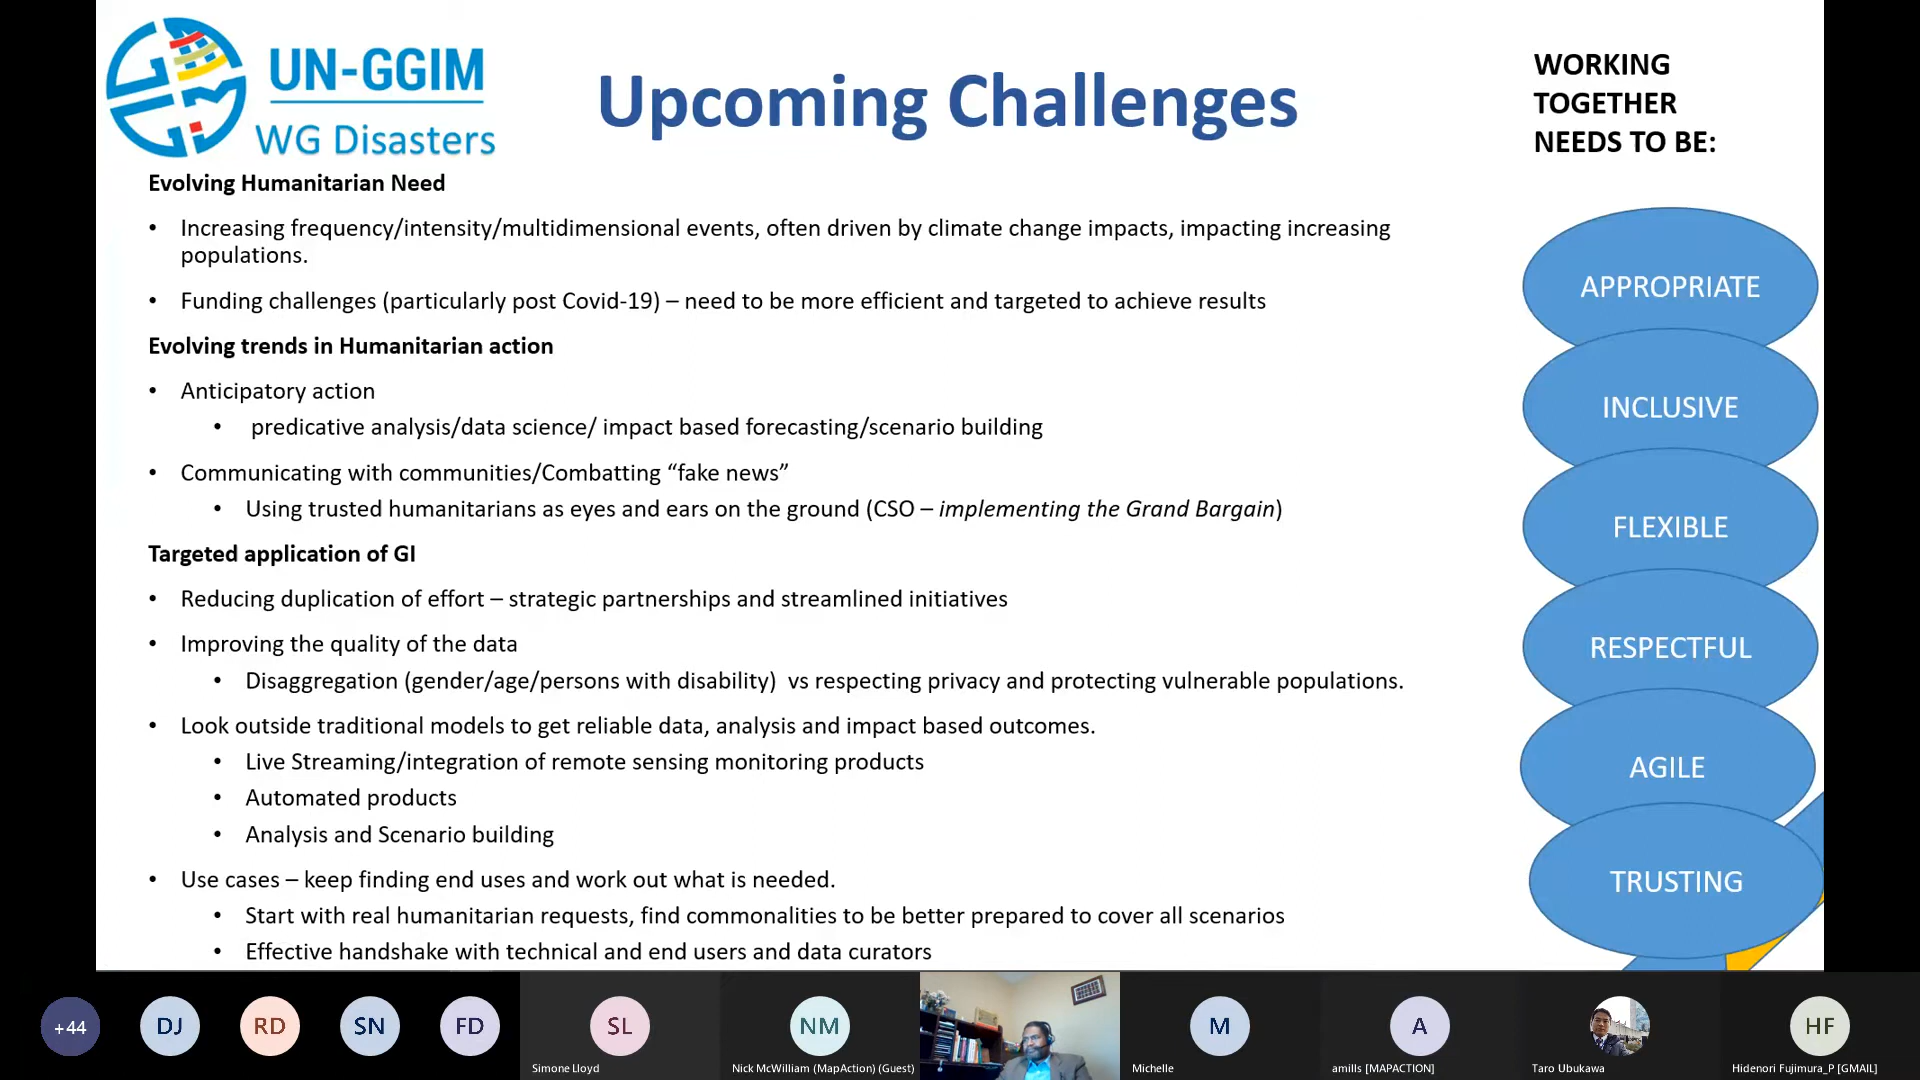 UN-GGIM
WG Disasters
Upcoming Challenges
WORKING
TOGETHER
NEEDS TO BE:
Evolving Humanitarian Need
• Increasing frequency/intensity/multidimensional events, often driven by climate change impacts, impacting increasing
populations.
• Funding challenges (particularly post Covid-19) – need to be more efficient and targeted to achieve results
Evolving trends in Humanitarian action
• Anticipatory action
• predicative analysis/data science/ impact based forecasting/scenario building
• Communicating with communities/Combatting “fake news”
• Using trusted humanitarians as eyes and ears on the ground (CSO – implementing the Grand Bargain)
Targeted application of GI
• Reducing duplication of effort – strategic partnerships and streamlined initiatives
• Improving the quality of the data
• Disaggregation (gender/age/persons with disability) vs respecting privacy and protecting vulnerable populations.
• Look outside traditional models to get reliable data, analysis and impact based outcomes.
• Live Streaming/integration of remote sensing monitoring products
• Automated products
• Analysis and Scenario building
• Use cases – keep finding end uses and work out what is needed.
• Start with real humanitarian requests, find commonalities to be better prepared to cover all scenarios
• Effective handshake with technical and end users and data curators
APPROPRIATE
INCLUSIVE
FLEXIBLE
RESPECTFUL
AGILE
TRUSTING
+44
DJ
RD
SN
FD
SL
Simone Lloyd
NM
Nick McWilliam (MapAction) (Guest)
M
Michelle
A
amills [MAPACTION]
Taro Ubukawa
HF
Hidenori Fujimura_P [GMAIL]